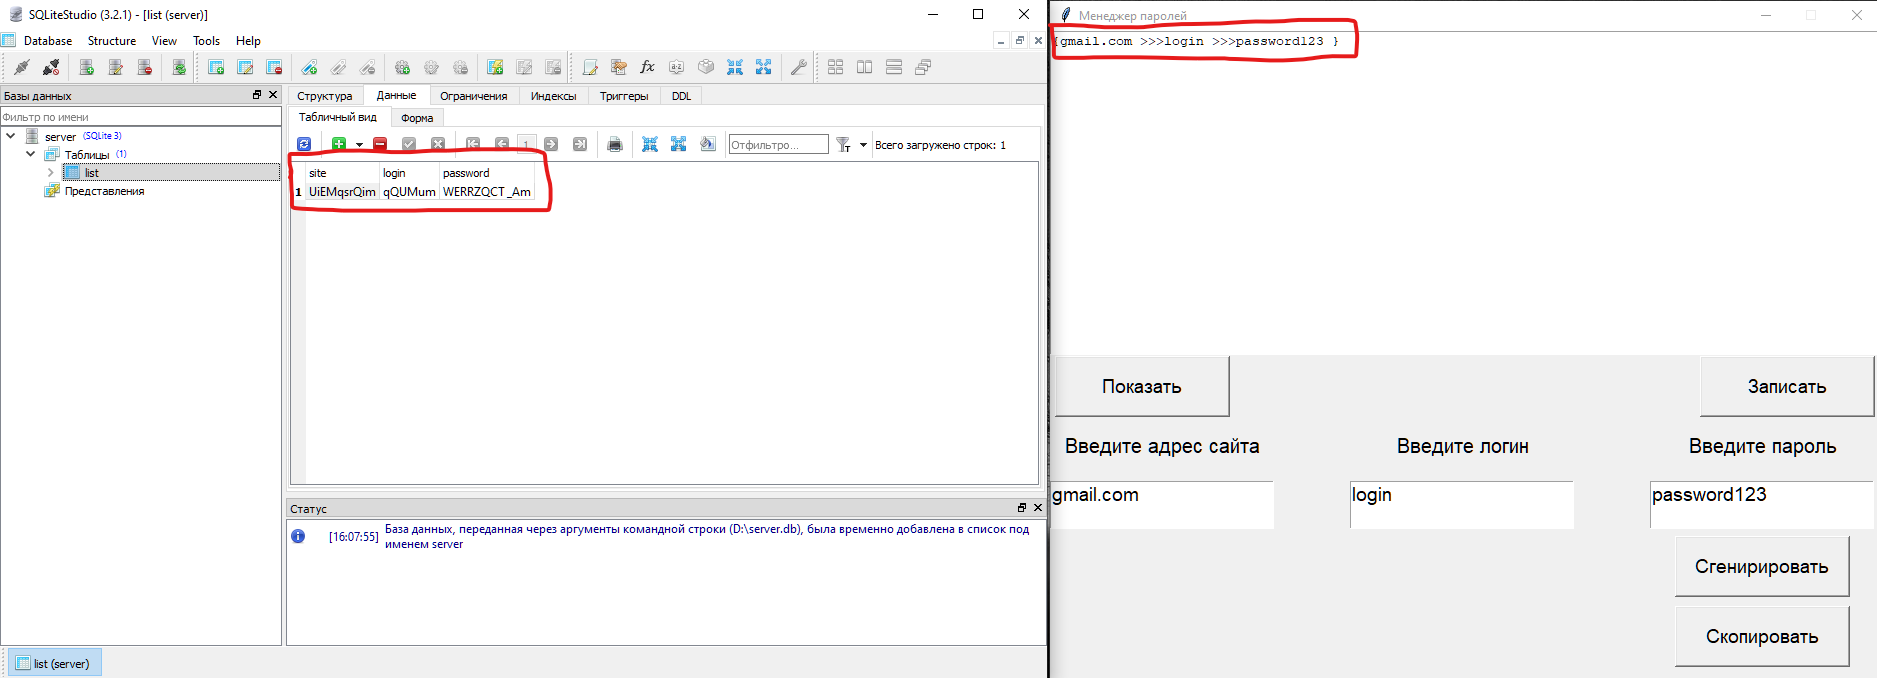 SQLiteStudio (3.2.1) - [list (server)]
Database Structure View Tools Help
Базы данных
Фильтр по имени
server (SQLite 3)
Таблицы (1)
list
Представления
Структура Данные Ограничения Индексы Триггеры DDL
Табличный вид Форма
1 Отфильтро... Всего загружено строк: 1
site login password
1 UiEMqsrQim qQUMum WERRZQCT_Am
Статус
[16:07:55] База данных, переданная через аргументы командной строки (D:\server.db), была временно добавлена в список под
именем server
list (server)
Менеджер паролей
{gmail.com >>>login >>>password123 }
Показать Записать
Введите адрес сайта Введите логин Введите пароль
gmail.com login password123
Сгенирировать
Скопировать